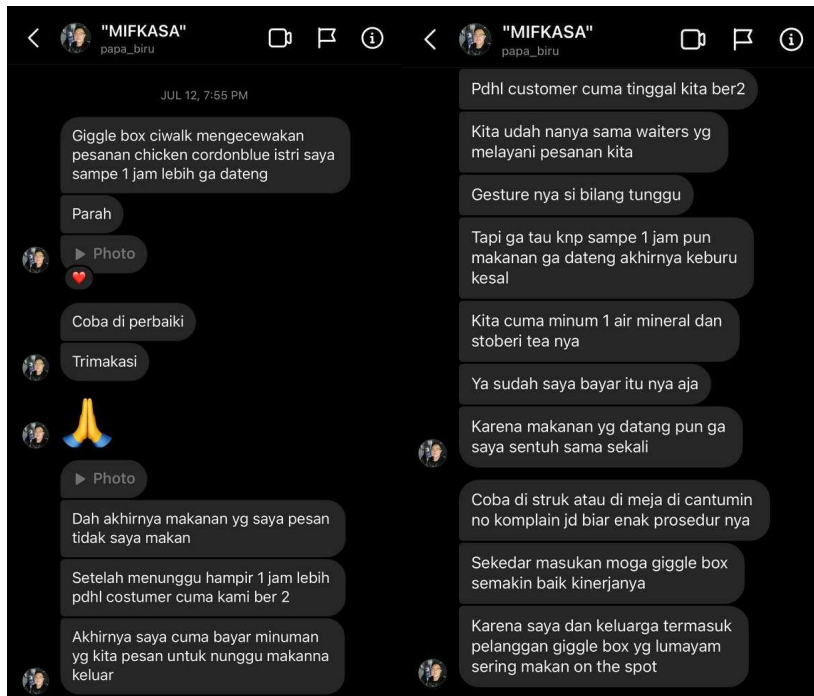 "MIFKASA"
papa_biru
JUL 12, 7:55 PM
Giggle box ciwalk mengecewakan
pesanan chicken cordonblue istri saya
sampe 1 jam lebih ga dateng
Parah
Photo
Coba di perbaiki
Trimakasi
Photo
Dah akhirnya makanan yg saya pesan
tidak saya makan
Setelah menunggu hampir 1 jam lebih
pdhl costumer cuma kami ber 2
Akhirnya saya cuma bayar minuman
yg kita pesan untuk nunggu makanna
keluar
"MIFKASA"
papa_biru
Pdhl customer cuma tinggal kita ber2
Kita udah nanya sama waiters yg
melayani pesanan kita
Gesture nya si bilang tunggu
Tapi ga tau knp sampe 1 jam pun
makanan ga dateng akhirnya keburu
kesal
Kita cuma minum 1 air mineral dan
stoberi tea nya
Ya sudah saya bayar itu nya aja
Karena makanan yg datang pun ga
saya sentuh sama sekali
Coba di struk atau di meja di cantumin
no komplain jd biar enak prosedur nya
Sekedar masukan moga giggle box
semakin baik kinerjanya
Karena saya dan keluarga termasuk
pelanggan giggle box yg lumayam
sering makan on the spot